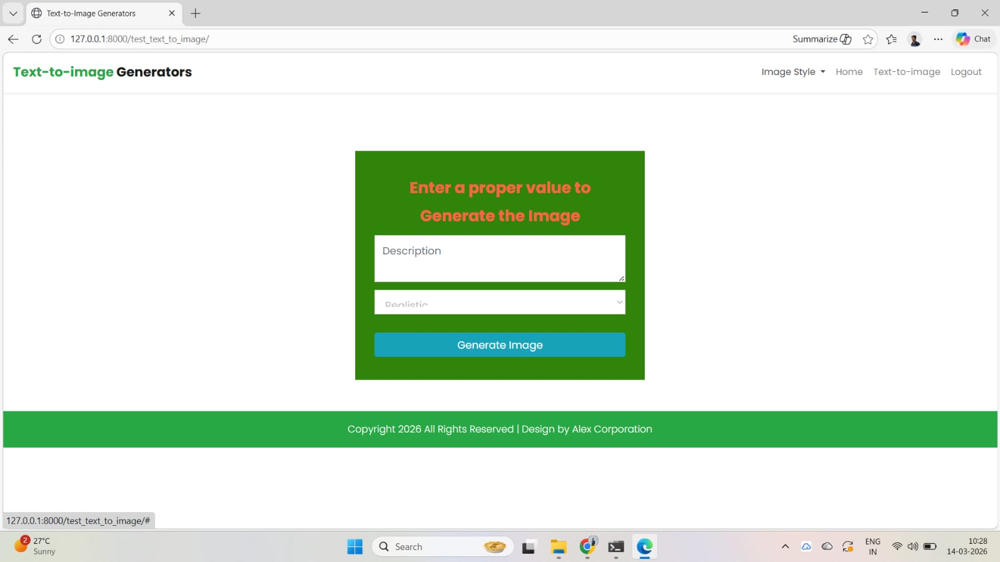 Text-to-Image Generators
127.0.0.1:8000/test_text_to_image/
Summarize
Chat
Text-to-image Generators
Image Style
Home
Text-to-image
Logout
Enter a proper value to
Generate the Image
Description
Realistic
Generate Image
Copyright 2026 All Rights Reserved | Design by Alex Corporation
127.0.0.1:8000/test_text_to_image/#
2
27°C
Sunny
Search
ENG
IN
10:28
14-03-2026